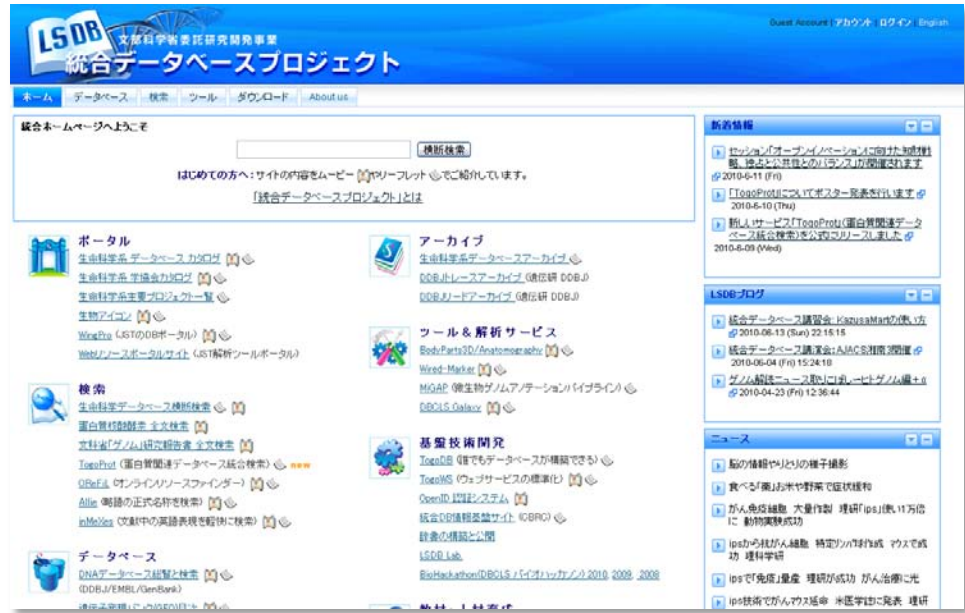 LSDB 文部科学省委託研究開発事業
統合データベースプロジェクト
Guest Account | アカウント | ログイン | English
ホーム データベース 検索 ツール ダウンロード About us
統合ホームページへようこそ
横断検索
はじめての方へ：サイトの内容をムービーやリーフレットでご紹介しています。
「統合データベースプロジェクト」とは
ポータル
生命科学系 データベース カタログ
生命科学系 学協会カタログ
生命科学系主要プロジェクト一覧
生物アイコン
WingPro (JSTのDBポータル)
Webリソースポータルサイト (JST解析ツールポータル)
検索
生命科学データベース横断検索
蛋白質核酸酵素 全文検索
文科省「ゲノム」研究報告書 全文検索
TogoProt (蛋白質関連データベース統合検索) new
OReFiL (オンラインリソースファインダー)
Allie (略語の正式名称を検索)
inMeXes (文献中の英語表現を軽快に検索)
データベース
DNAデータベース総覧と検索
(DDBJ/EMBL/GenBank)
アーカイブ
生命科学系データベースアーカイブ
DDBJトレースアーカイブ (遺伝研 DDBJ)
DDBJリードアーカイブ (遺伝研 DDBJ)
ツール & 解析サービス
BodyParts3D/Anatomography
Wired-Marker
MiGAP (微生物ゲノムアノテーションパイプライン)
DBCLS Galaxy
基盤技術開発
TogoDB (誰でもデータベースが構築できる)
TogoWS (ウェブサービスの標準化)
OpenID 認証システム
統合DB情報基盤サイト (CBRC)
辞書の構築と公開
LSDB Lab.
BioHackathon(DBCLS バイオハッカソン) 2010, 2009, 2008
新着情報
セッション「オープンイノベーションに向けた知財戦
略、独占と公共性とのバランス」が開催されます
2010-6-11 (Fri)
「TogoProt」についてポスター発表を行います
2010-6-10 (Thu)
新しいサービス「TogoProt」(蛋白質関連データ
ベース統合検索)を公式にリリースしました
2010-6-09 (Wed)
LSDBブログ
統合データベース講習会: KazusaMartの使い方
2010-06-13 (Sun) 22:15:15
統合データベース講演会: AJACS湘南 3開催
2010-06-04 (Fri) 15:24:18
2010-04-23 (Fri) 12:36:44
ニュース
脳の情報やりとりの様子撮影
食べる「薬」お米や野菜で症状緩和
がん免疫細胞 大量作製 理研「ips」使い1万倍
に 動物実験成功
ipsから抗がん細胞 特定リンパ球作成 マウスで成
功 理科学研
ipsで「免疫」量産 理研が成功 がん治療に光
ips技術でがんマウス延命 米医学誌に発表 理研